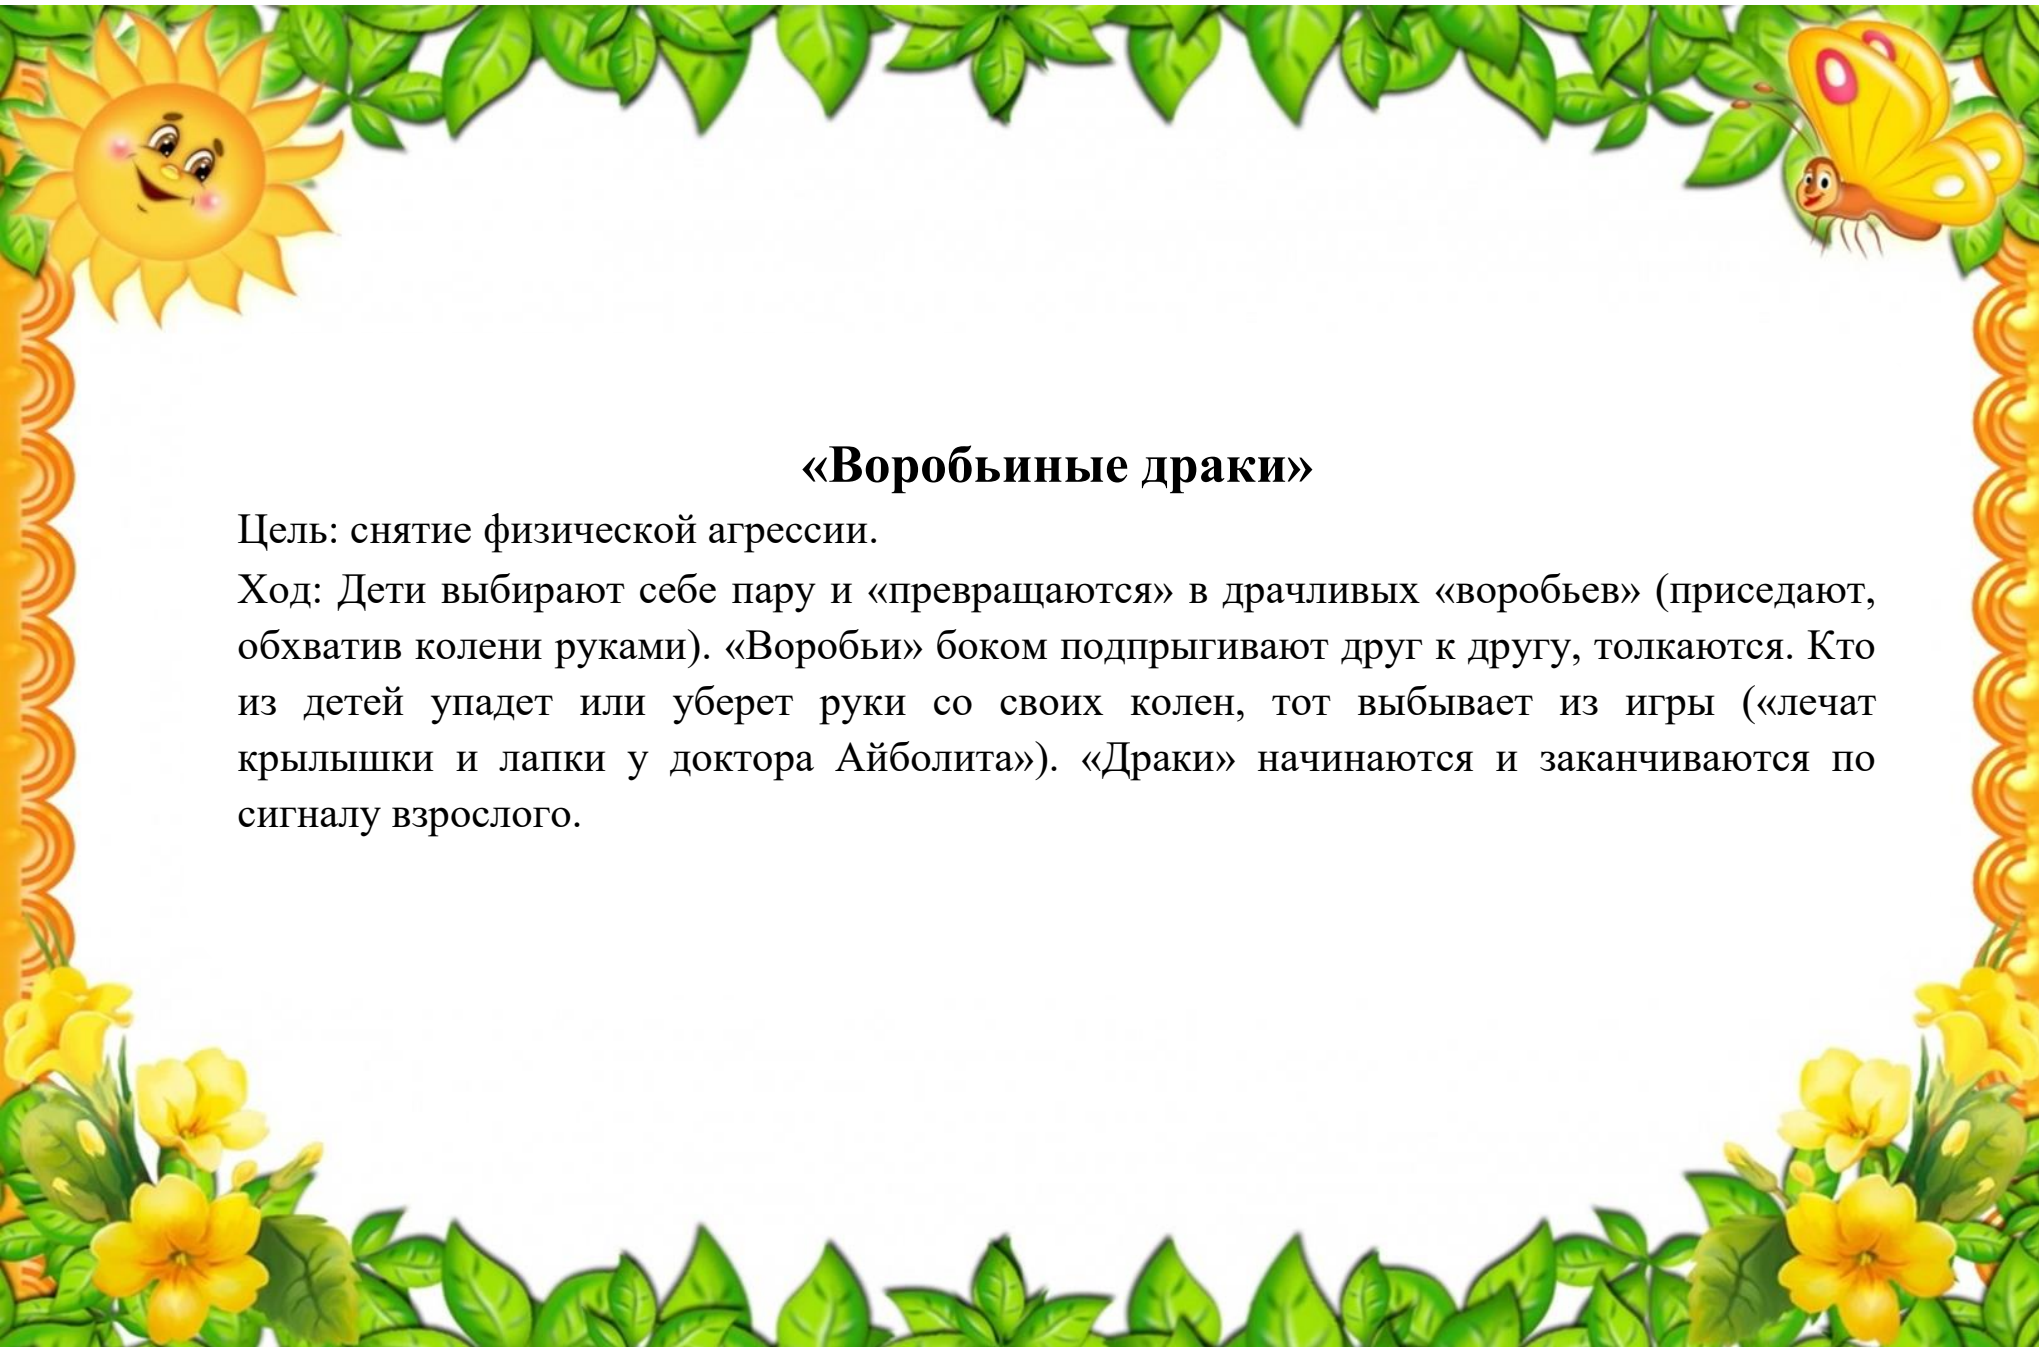 «Воробьиные драки»
Цель: снятие физической агрессии.
Ход: Дети выбирают себе пару и «превращаются» в драчливых «воробьев» (приседают,
обхватив колени руками). «Воробьи» боком подпрыгивают друг к другу, толкаются. Кто
из детей упадет или уберет руки со своих колен, тот выбывает из игры («лечат
крылышки и лапки у доктора Айболита»). «Драки» начинаются и заканчиваются по
сигналу взрослого.